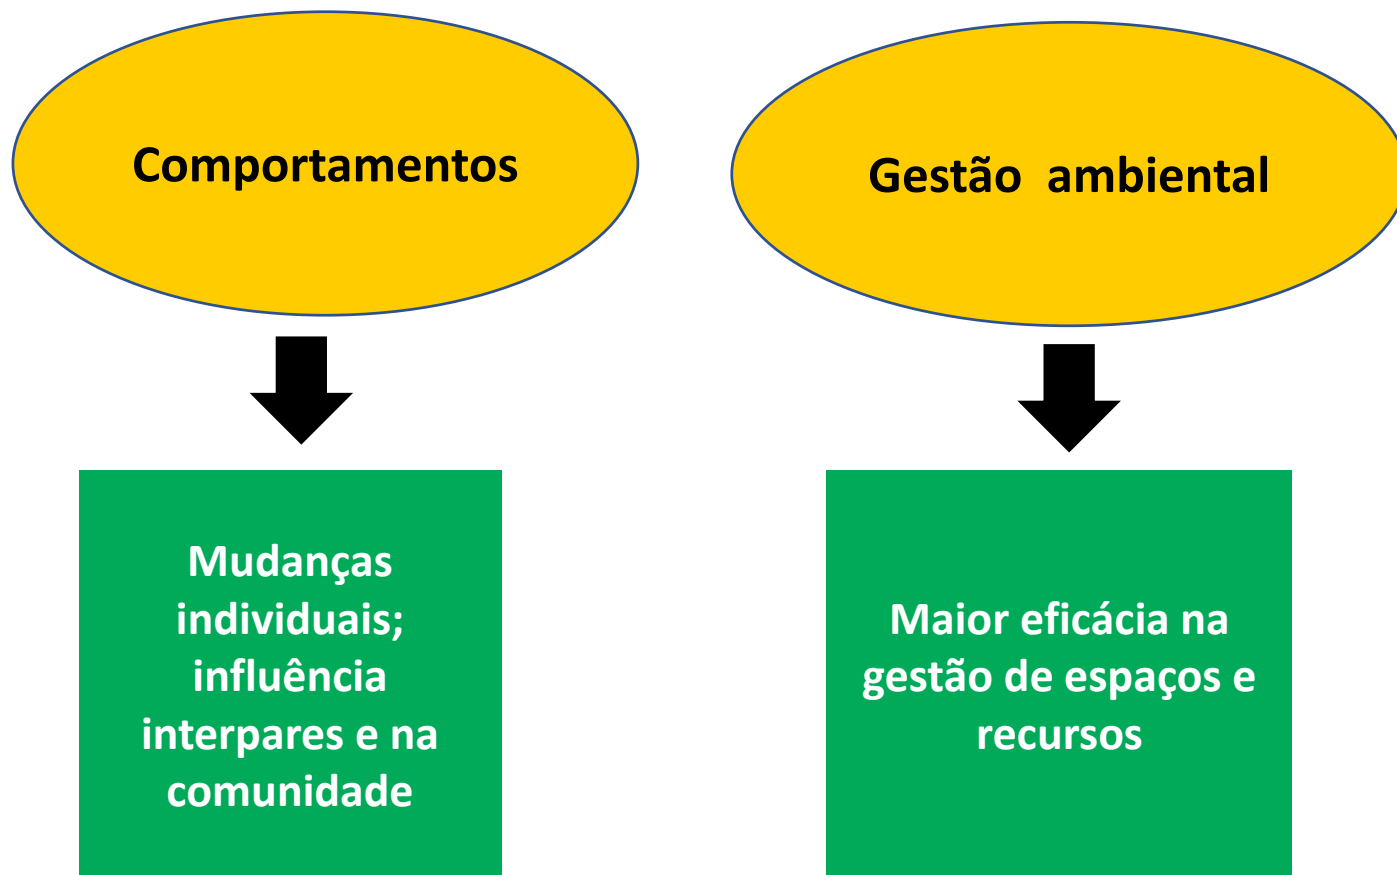 Comportamentos
Gestão ambiental
Mudanças
individuais;
influência
interpares e na
comunidade
Maior eficácia na
gestão de espaços e
recursos